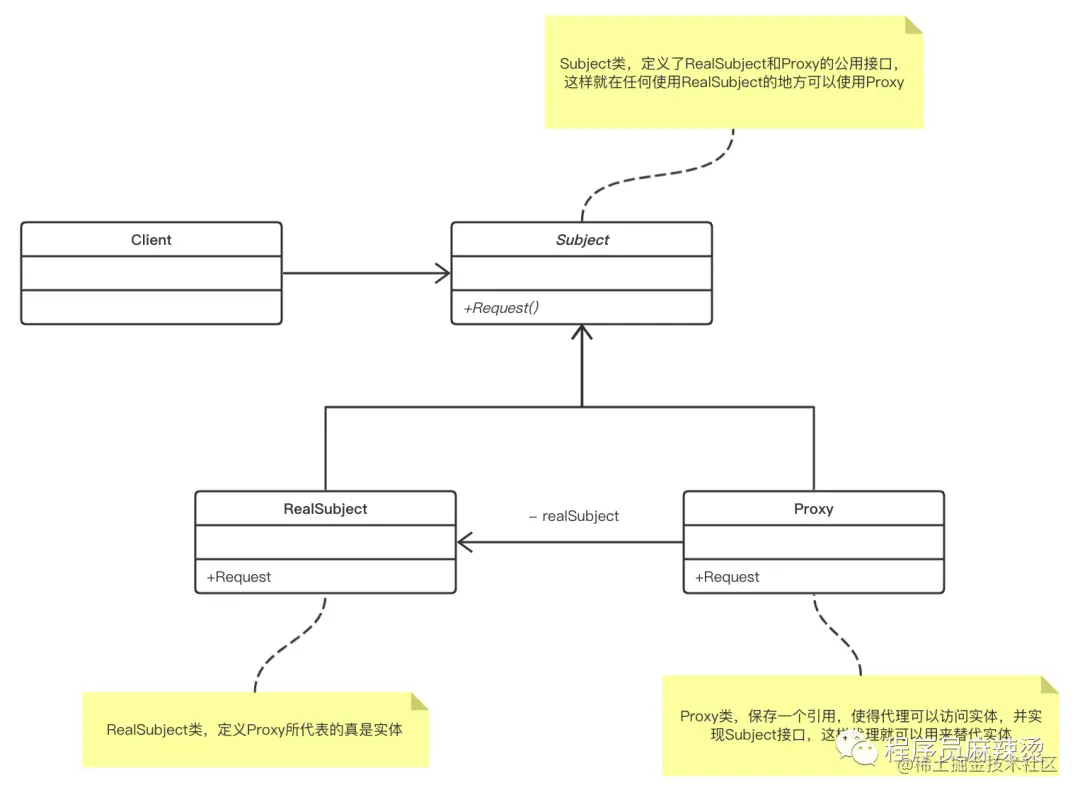 Subject类，定义了RealSubject和Proxy的公用接口，
这样就在任何使用RealSubject的地方可以使用Proxy
Client
Subject
+Request()
RealSubject
+Request
– realSubject
Proxy
+Request
RealSubject类，定义Proxy所代表的真是实体
Proxy类，保存一个引用，使得代理可以访问实体，并实
现Subject接口，这样代理就可以用来替代实体
程序员麻辣烫
@稀土掘金技术社区